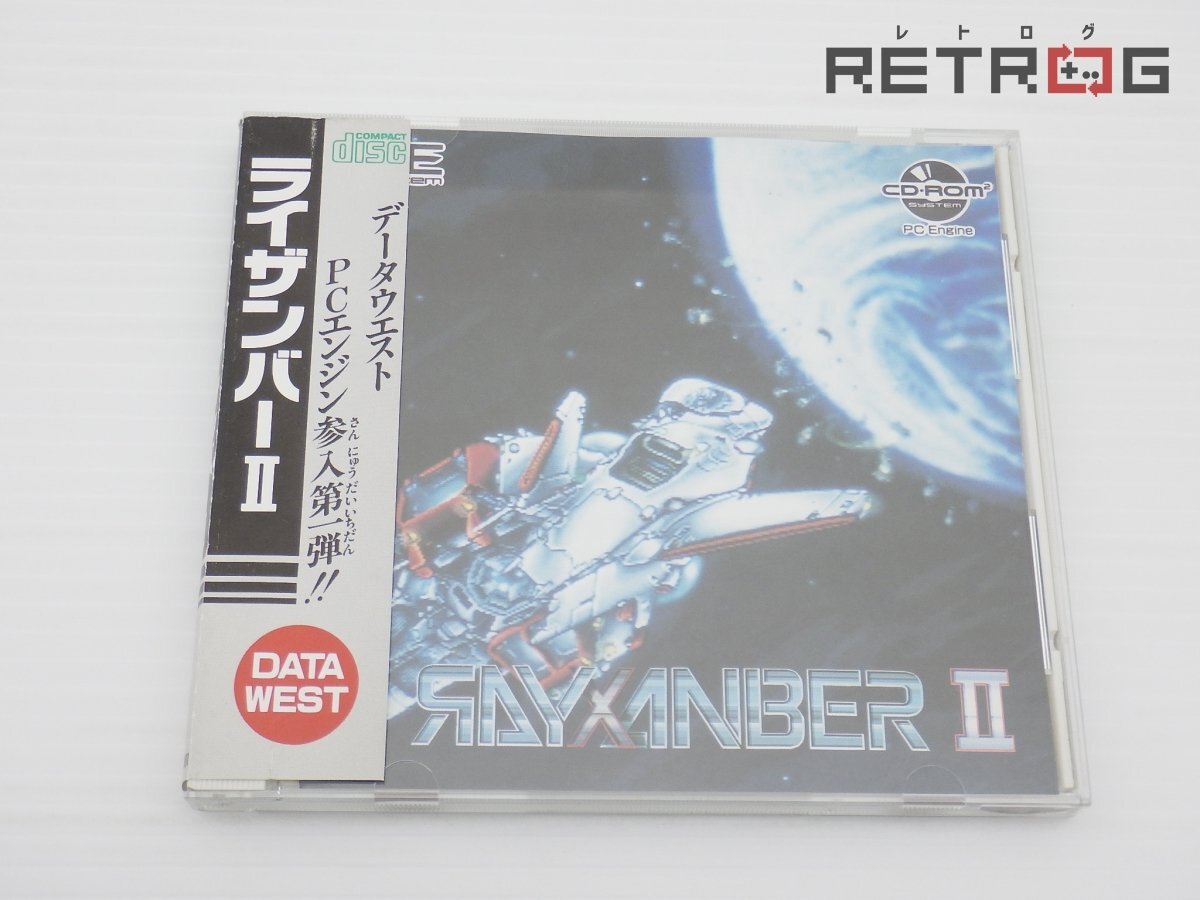 レトログ
RETROG
ライザンバーII
COMPACT
disc
データウエスト
PCエンジン参入第一弾!!
さんにゅうだいいちだん
DATA
WEST
CD-ROM²
SYSTEM
PC Engine
RAYXANBER II